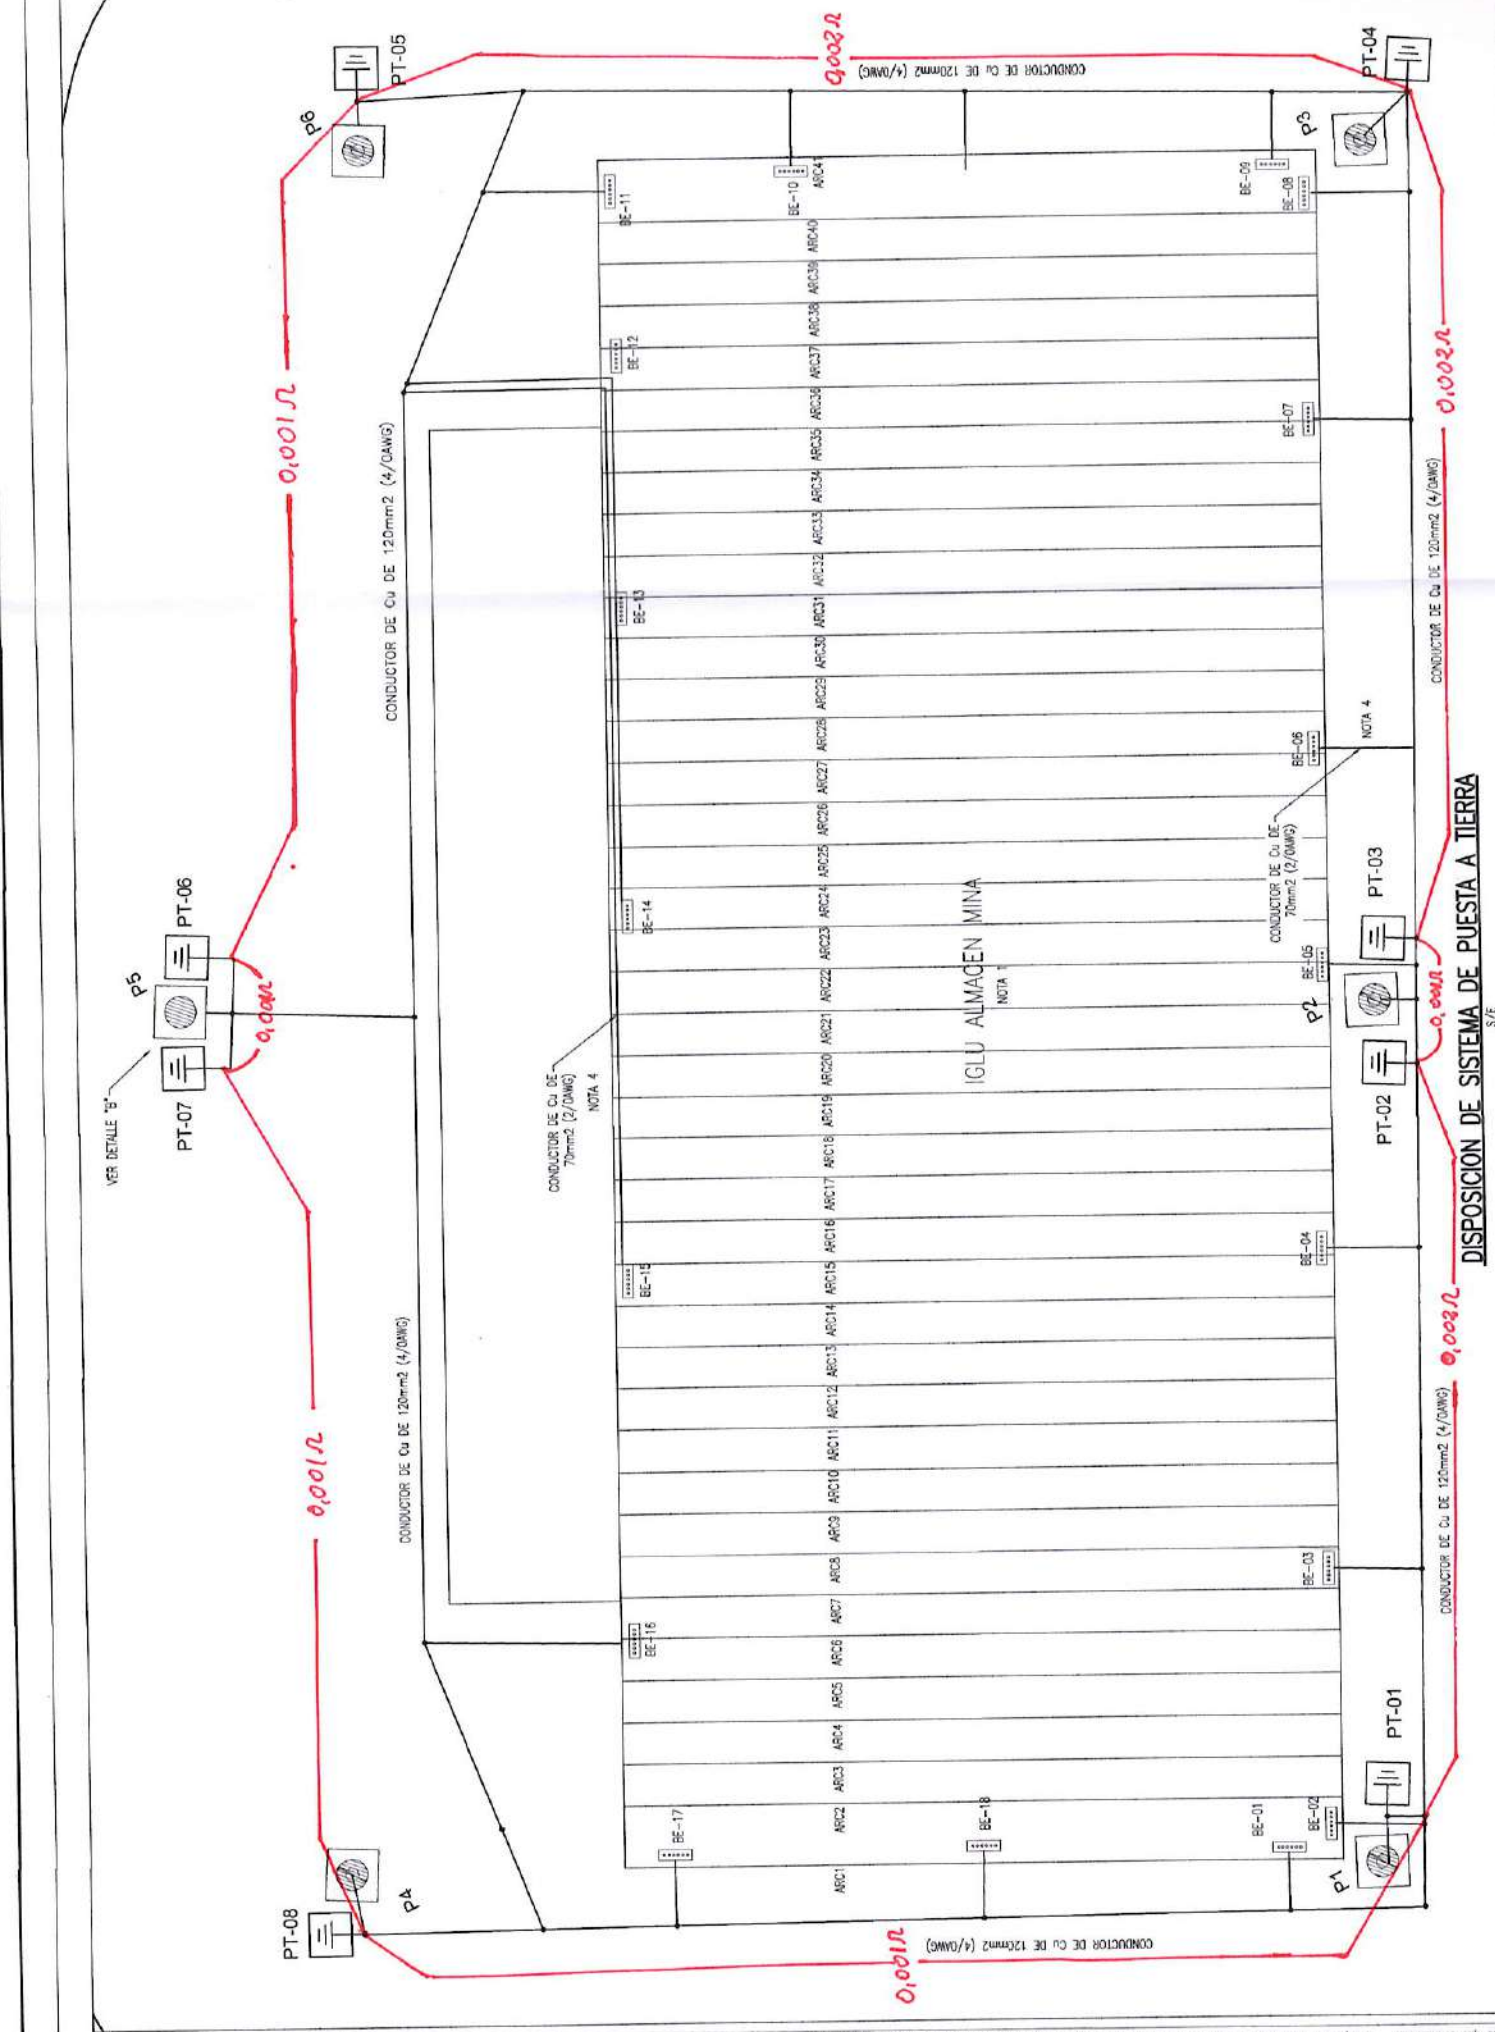 VER DETALLE "B"
P5
PT-07
PT-06
0,001Ω
0,001Ω
0,001Ω
PT-08
P4
P6
PT-05
CONDUCTOR DE Cu DE 120mm2 (4/0AWG)
CONDUCTOR DE Cu DE 120mm2 (4/0AWG)
CONDUCTOR DE Cu DE
70mm2 (2/0AWG)
NOTA 4
BE-17
BE-16
BE-15
BE-14
BE-13
BE-12
BE-11
BE-10
ARC1 ARC2 ARC3 ARC4 ARC5 ARC6 ARC7 ARC8 ARC9 ARC10 ARC11 ARC12 ARC13 ARC14 ARC15 ARC16 ARC17 ARC18 ARC19 ARC20 ARC21 ARC22 ARC23 ARC24 ARC25 ARC26 ARC27 ARC28 ARC29 ARC30 ARC31 ARC32 ARC33 ARC34 ARC35 ARC36 ARC37 ARC38 ARC39 ARC40 ARC41
0,001Ω
CONDUCTOR DE Cu DE 120mm2 (4/0AWG)
0,002Ω
CONDUCTOR DE Cu DE 120mm2 (4/0AWG)
BE-18
IGLU ALMACEN MINA
NOTA 1
BE-01
BE-02
BE-03
BE-04
BE-05
BE-06
BE-07
BE-08
BE-09
CONDUCTOR DE Cu DE
70mm2 (2/0AWG)
NOTA 4
P1
PT-01
PT-02
P2
PT-03
P3
PT-04
CONDUCTOR DE Cu DE 120mm2 (4/0AWG)
0,002Ω
0,001Ω
CONDUCTOR DE Cu DE 120mm2 (4/0AWG)
0,002Ω
DISPOSICION DE SISTEMA DE PUESTA A TIERRA
S/E